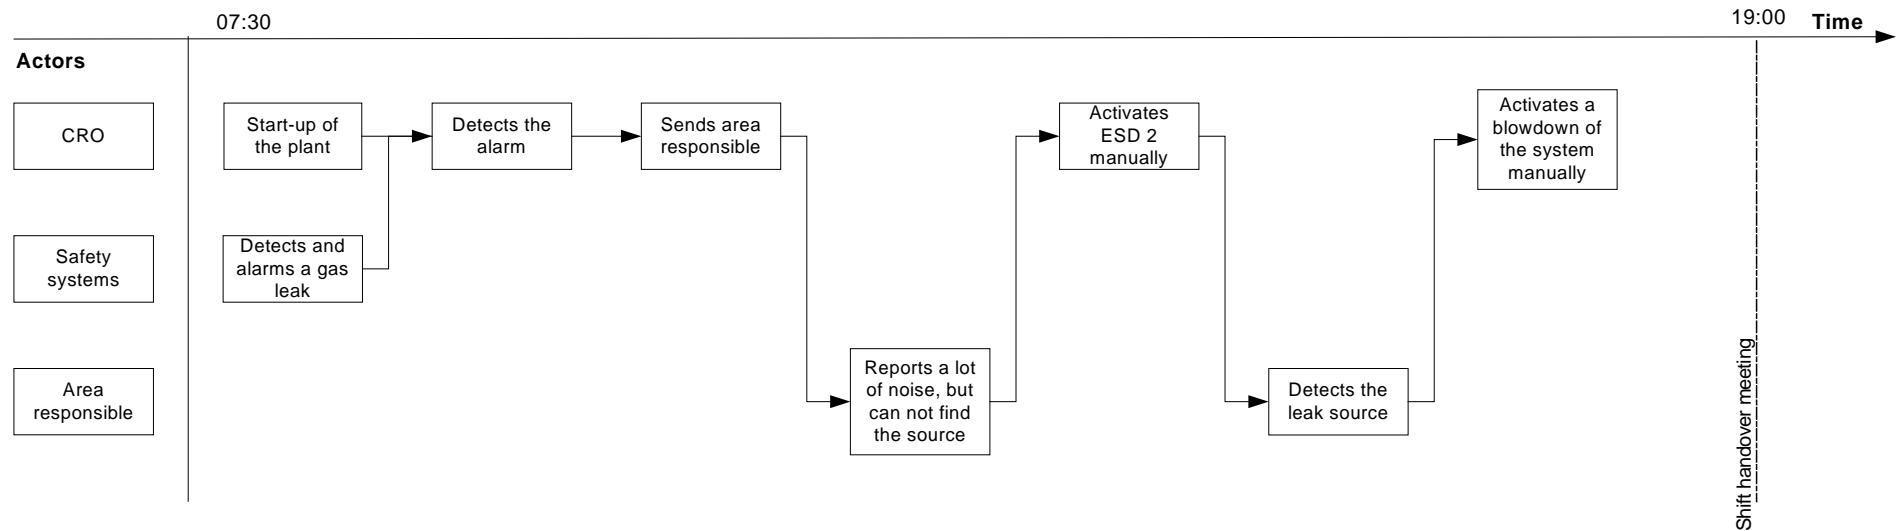 07:30
19:00
Time
Actors
CRO
Start-up of
the plant
Detects the
alarm
Sends area
responsible
Activates
ESD 2
manually
Activates a
blowdown of
the system
manually
Safety
systems
Detects and
alarms a gas
leak
Area
responsible
Reports a lot
of noise, but
can not find
the source
Detects the
leak source
Shift handover meeting